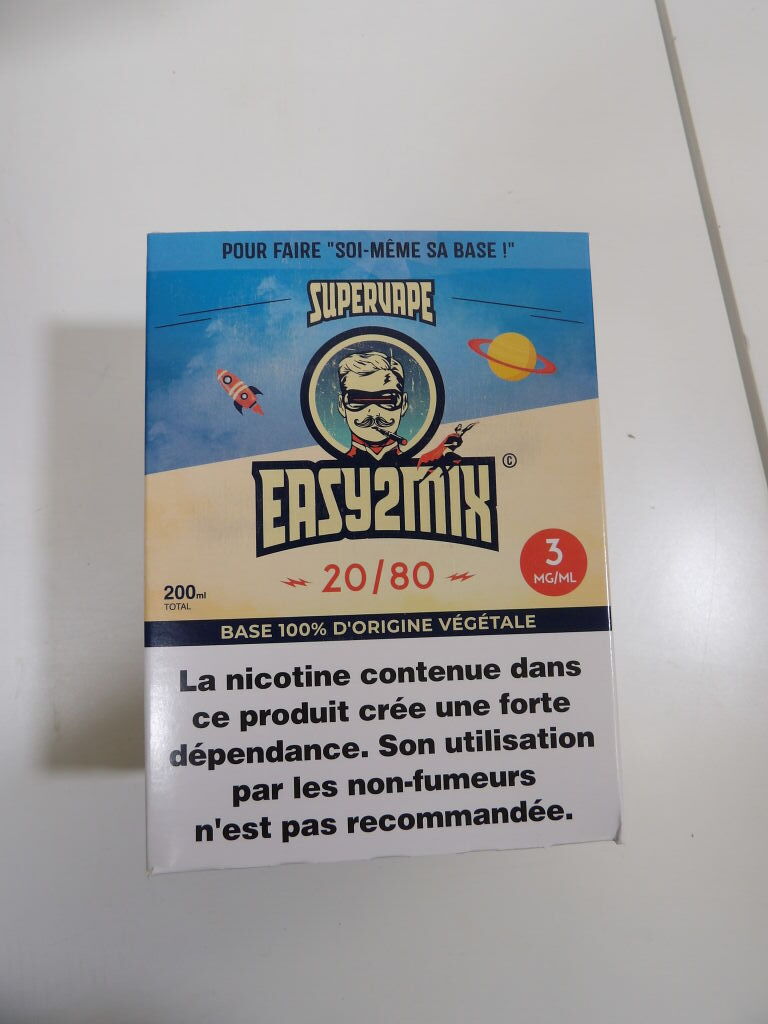 POUR FAIRE "SOI-MÊME SA BASE !"
SUPERVAPE
EASY2MIX ©
20/80
3
MG/ML
200ml
TOTAL
BASE 100% D'ORIGINE VÉGÉTALE
La nicotine contenue dans
ce produit crée une forte
dépendance. Son utilisation
par les non-fumeurs
n'est pas recommandée.